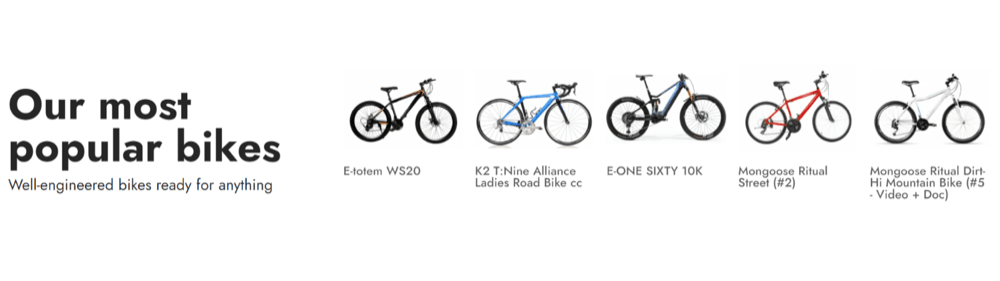 Our most
popular bikes
Well-engineered bikes ready for anything
E-totem WS20
K2 T:Nine Alliance
Ladies Road Bike cc
E-ONE SIXTY 10K
Mongoose Ritual
Street (#2)
Mongoose Ritual Dirt-
Hi Mountain Bike (#5
- Video + Doc)